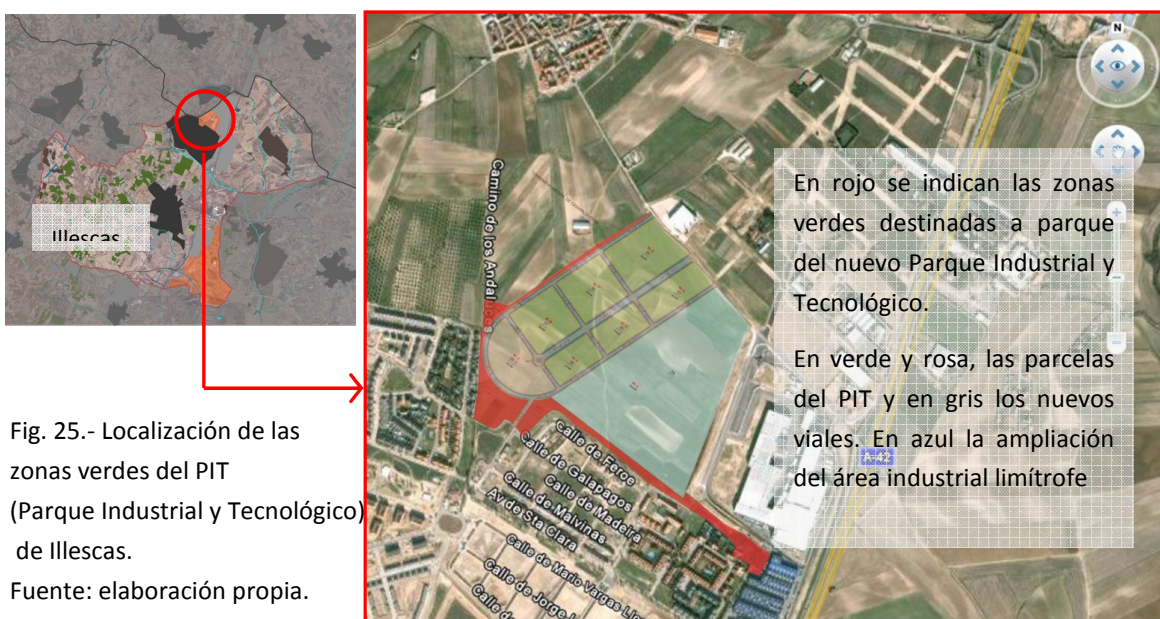 Illescas
Fig. 25.- Localización de las
zonas verdes del PIT
(Parque Industrial y Tecnológico)
de Illescas.
Fuente: elaboración propia.
N
En rojo se indican las zonas
verdes destinadas a parque
del nuevo Parque Industrial y
Tecnológico.
En verde y rosa, las parcelas
del PIT y en gris los nuevos
viales. En azul la ampliación
del área industrial limítrofe
A-42
Camino de los Andaluces
Calle de Feroe
Calle de Galapagos
Calle de Madeira
Calle de Malvinas
Av de Sta Clara
Calle de Mario Vargas Ll
Calle de Jorge L
Calle de